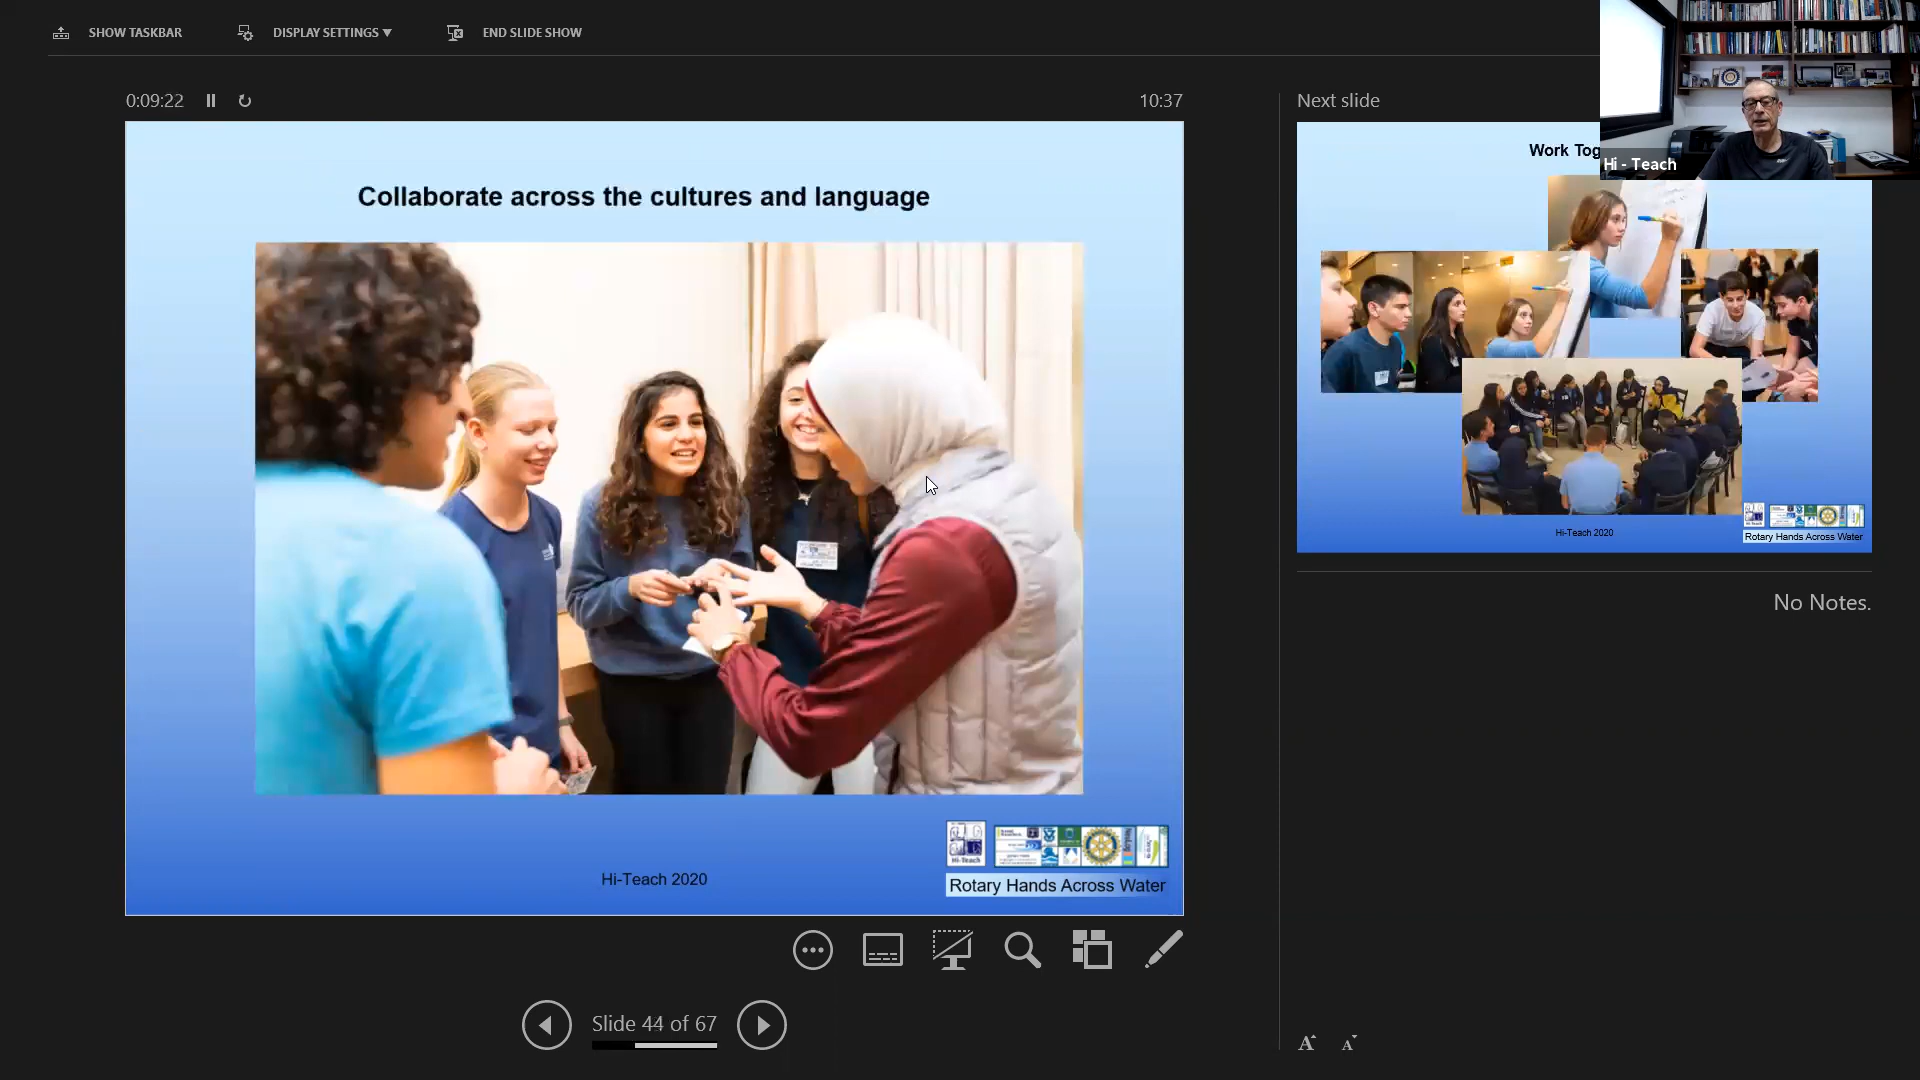 SHOW TASKBAR
DISPLAY SETTINGS ▼
END SLIDE SHOW
0:09:22
10:37
Next slide
Hi - Teach
Collaborate across the cultures and language
Hi-Teach
Hi-Teach 2020
Rotary Hands Across Water
Work
Hi-Teach 2020
Rotary Hands Across Water
No Notes.
Slide 44 of 67
A
A